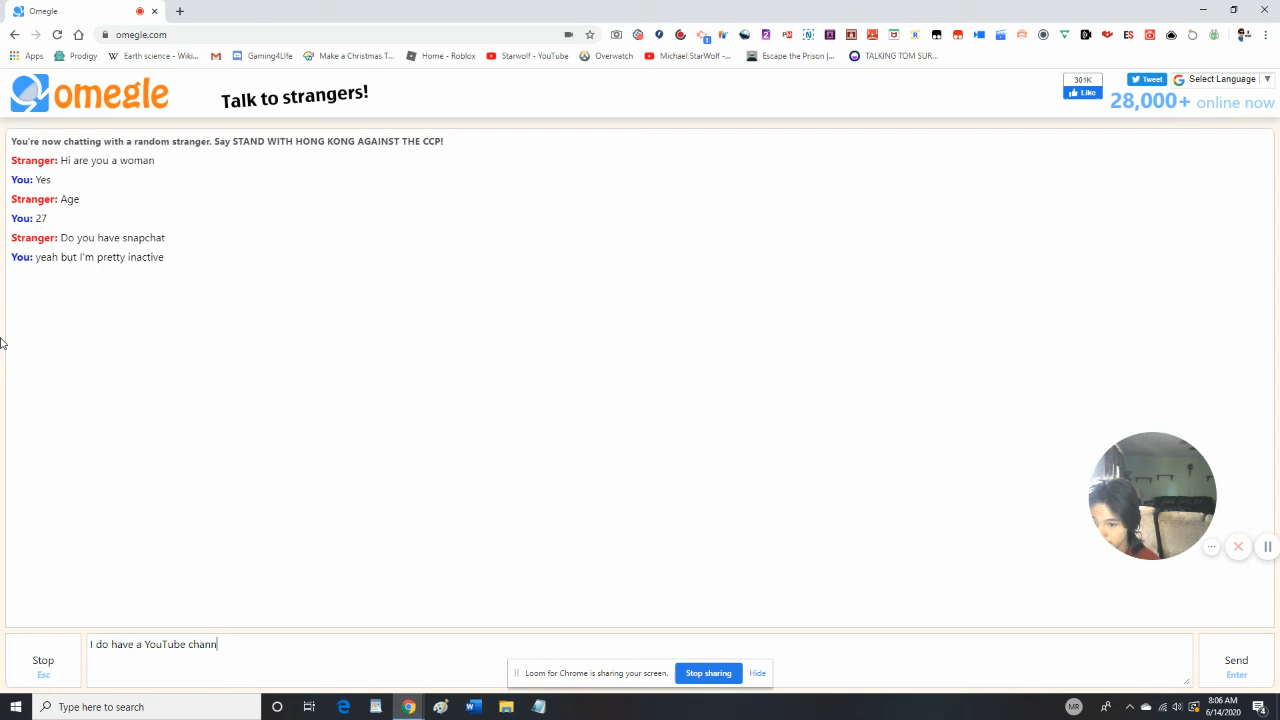 Omegle
omegle.com
Apps Prodigy Earth science - Wiki... Gaming4LIfe Make a Christmas T... Home - Roblox Starwolf - YouTube Overwatch Michael StarWolf -... Escape the Prison |... TALKING TOM SUR...
omegle Talk to strangers! 301K Like Tweet Select Language
28,000+ online now
You're now chatting with a random stranger. Say STAND WITH HONG KONG AGAINST THE CCP!
Stranger: Hi are you a woman
You: Yes
Stranger: Age
You: 27
Stranger: Do you have snapchat
You: yeah but I'm pretty inactive
I do have a YouTube chann
Stop
Esc
Send
Enter
Loom for Chrome is sharing your screen. Stop sharing Hide
Type here to search
MR
8:06 AM
6/14/2020
4